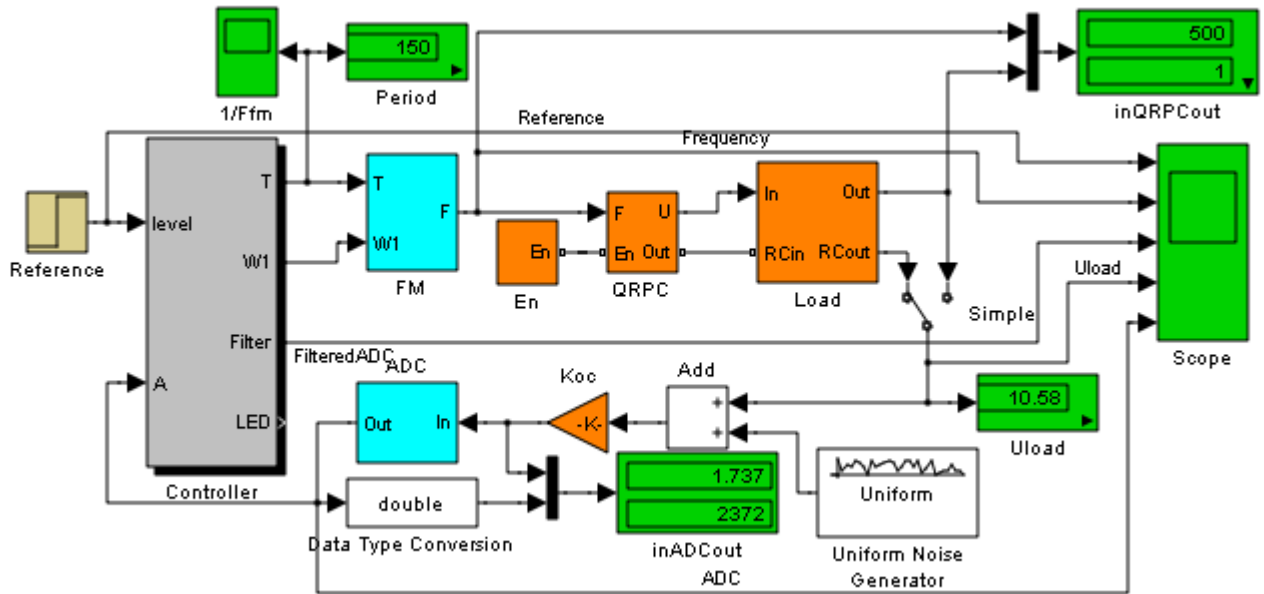 150
500
1
1/Ffm
Period
inQRPCout
Reference
Frequency
T
level
W1
Filter
A
LED
Controller
Reference
T
W1
F
FM
En
En
F
U
En
Out
QRPC
In
Out
RCin
RCout
Load
Simple
Uload
Scope
FilteredADC
ADC
Out
In
Koc
-K-
Add
+
+
10.58
Uload
double
Data Type Conversion
1.737
2372
inADCout
ADC
Uniform
Uniform Noise
Generator